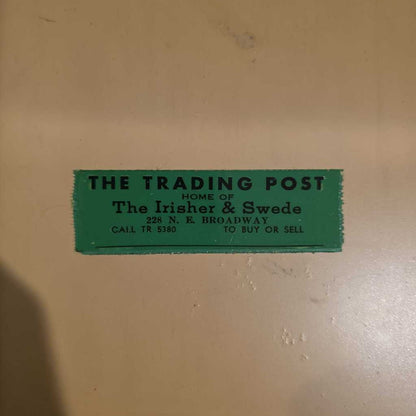 THE TRADING POST
HOME OF
The Irisher & Swede
228 N. E. BROADWAY
CALL TR 5380 TO BUY OR SELL